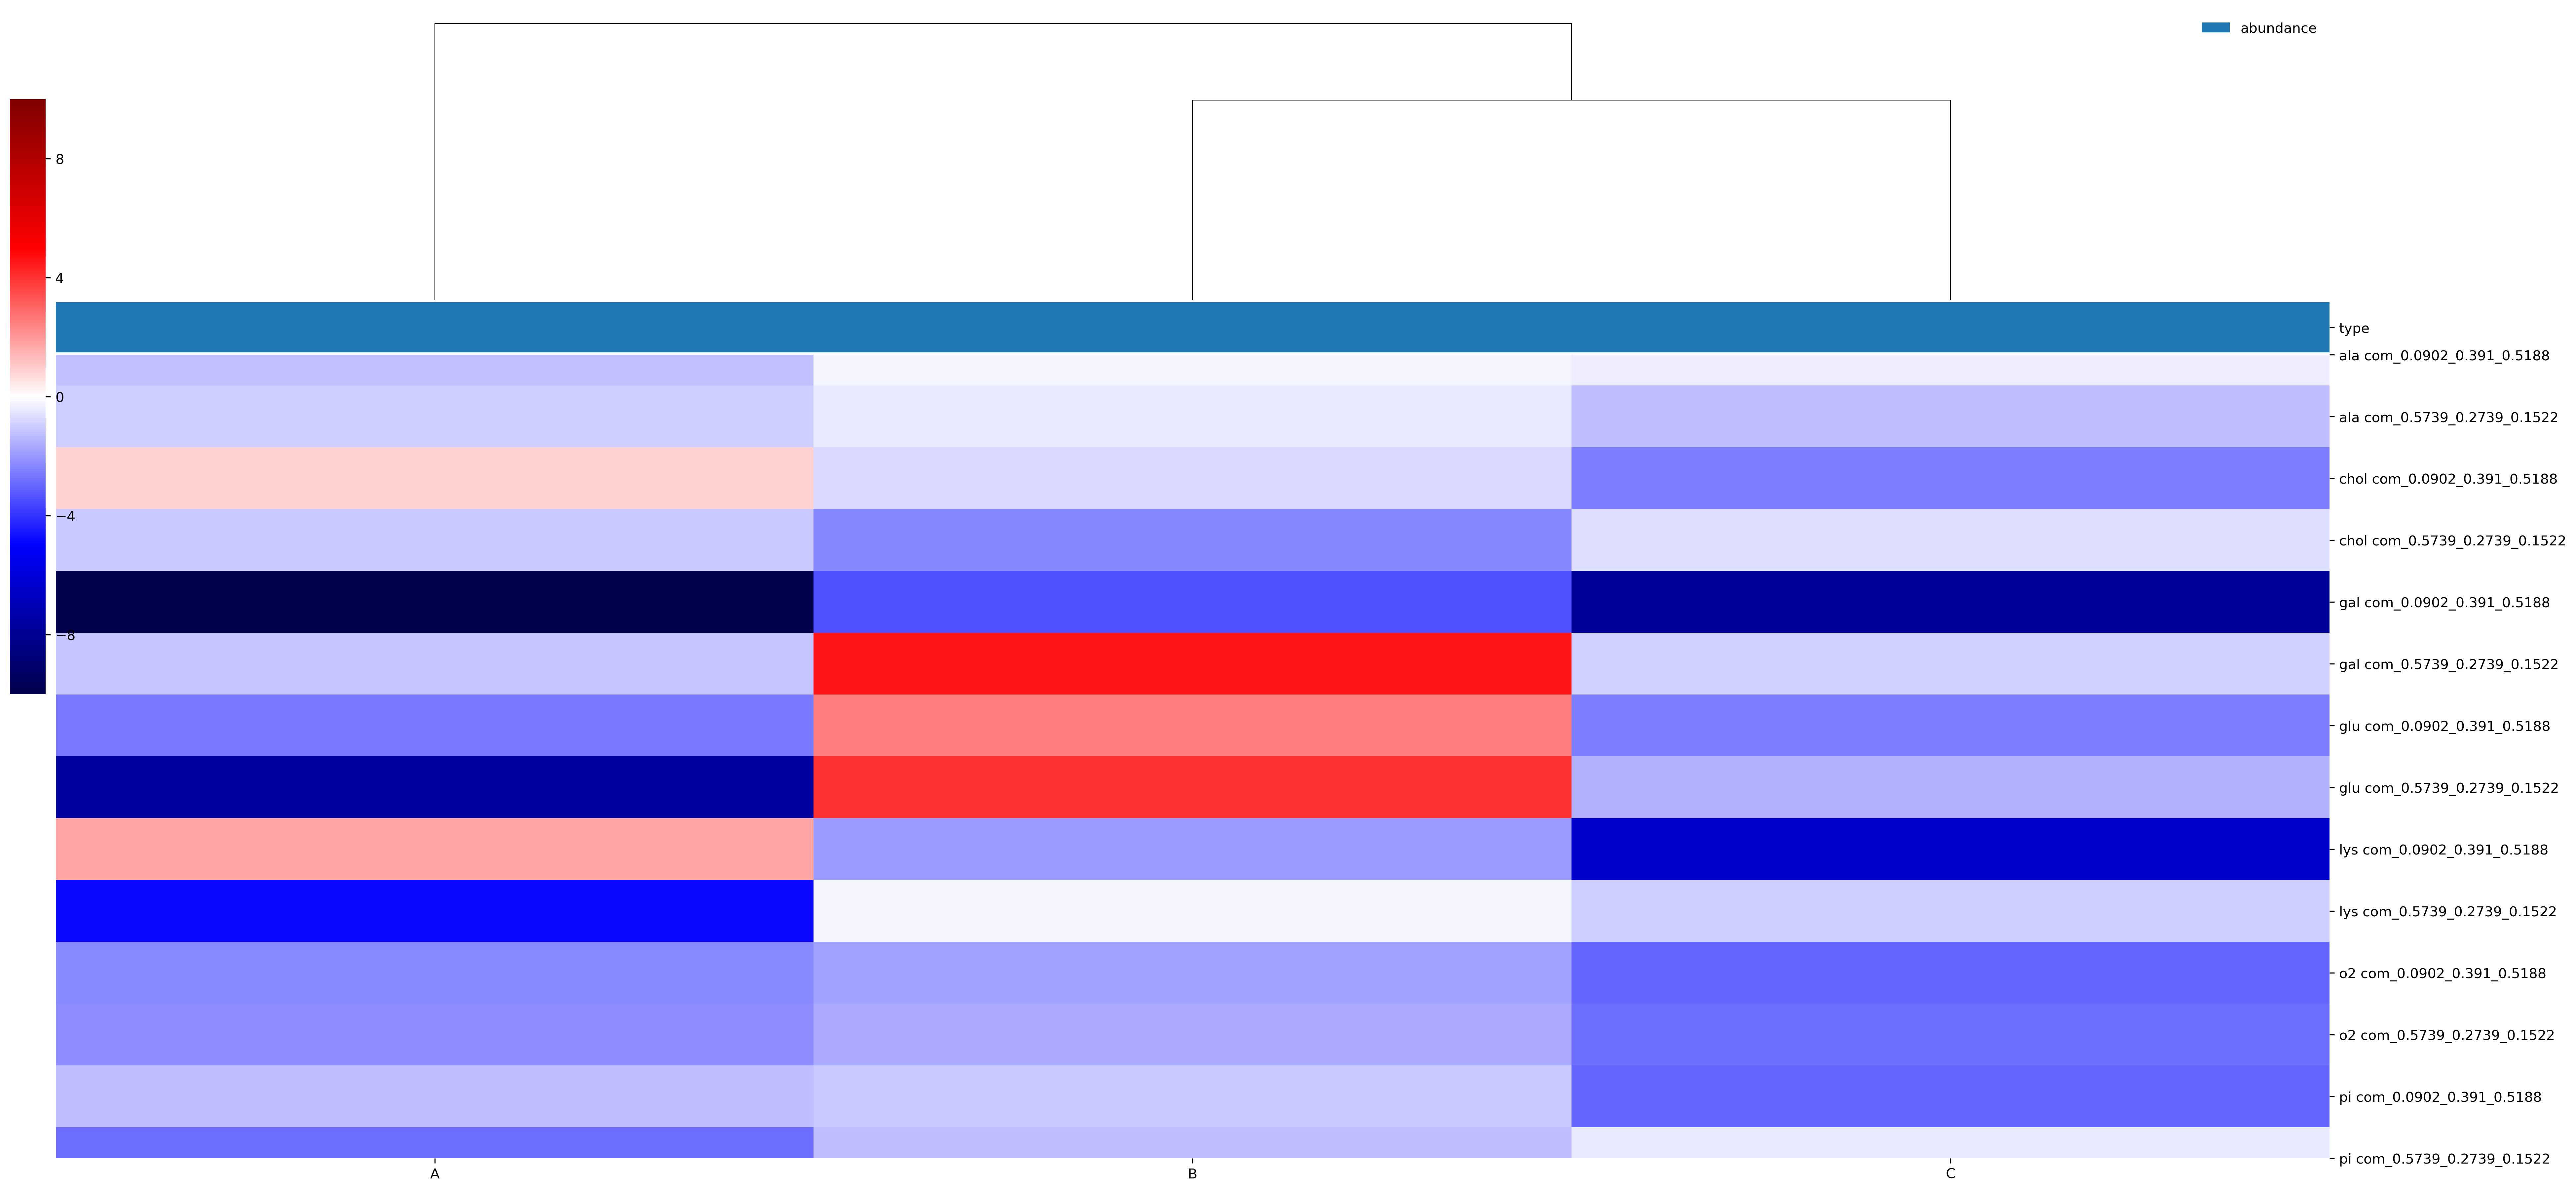 abundance
8
4
0
−4
−8
type
ala com_0.0902_0.391_0.5188
ala com_0.5739_0.2739_0.1522
chol com_0.0902_0.391_0.5188
chol com_0.5739_0.2739_0.1522
gal com_0.0902_0.391_0.5188
gal com_0.5739_0.2739_0.1522
glu com_0.0902_0.391_0.5188
glu com_0.5739_0.2739_0.1522
lys com_0.0902_0.391_0.5188
lys com_0.5739_0.2739_0.1522
o2 com_0.0902_0.391_0.5188
o2 com_0.5739_0.2739_0.1522
pi com_0.0902_0.391_0.5188
pi com_0.5739_0.2739_0.1522
A B C